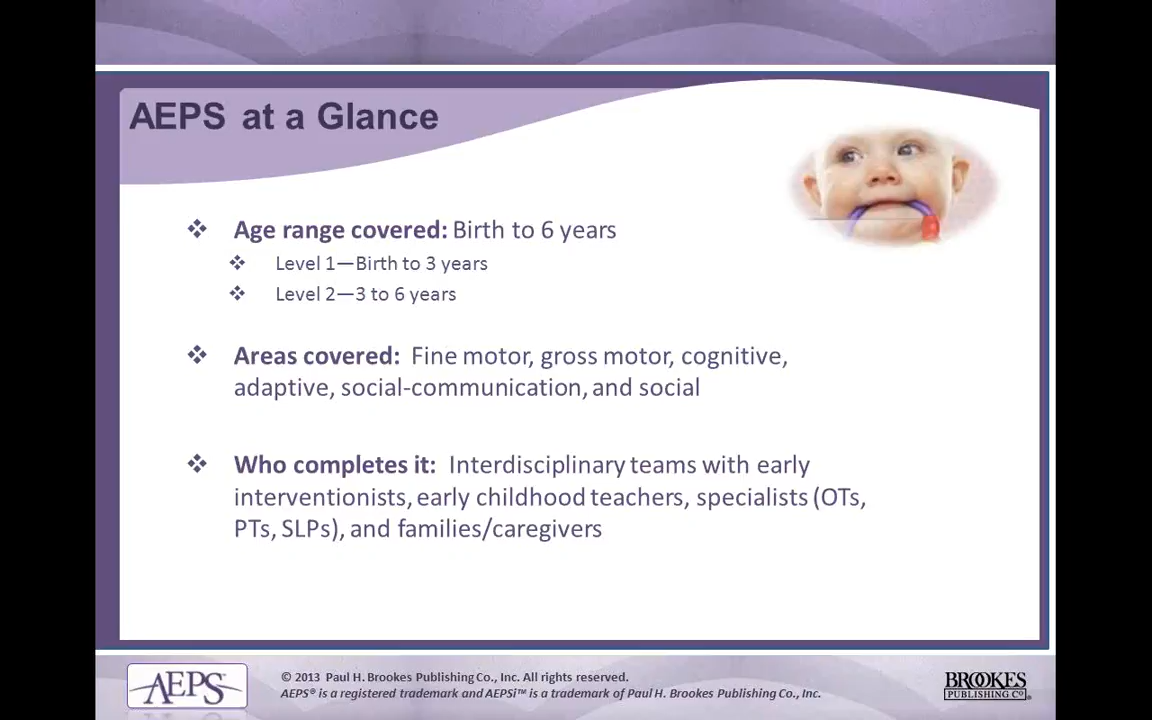 AEPS at a Glance
❖ Age range covered: Birth to 6 years
❖ Level 1—Birth to 3 years
❖ Level 2—3 to 6 years
❖ Areas covered: Fine motor, gross motor, cognitive,
adaptive, social-communication, and social
❖ Who completes it: Interdisciplinary teams with early
interventionists, early childhood teachers, specialists (OTs,
PTs, SLPs), and families/caregivers
AEPS
© 2013 Paul H. Brookes Publishing Co., Inc. All rights reserved.
AEPS® is a registered trademark and AEPSi™ is a trademark of Paul H. Brookes Publishing Co., Inc.
BROOKES
PUBLISHING CO